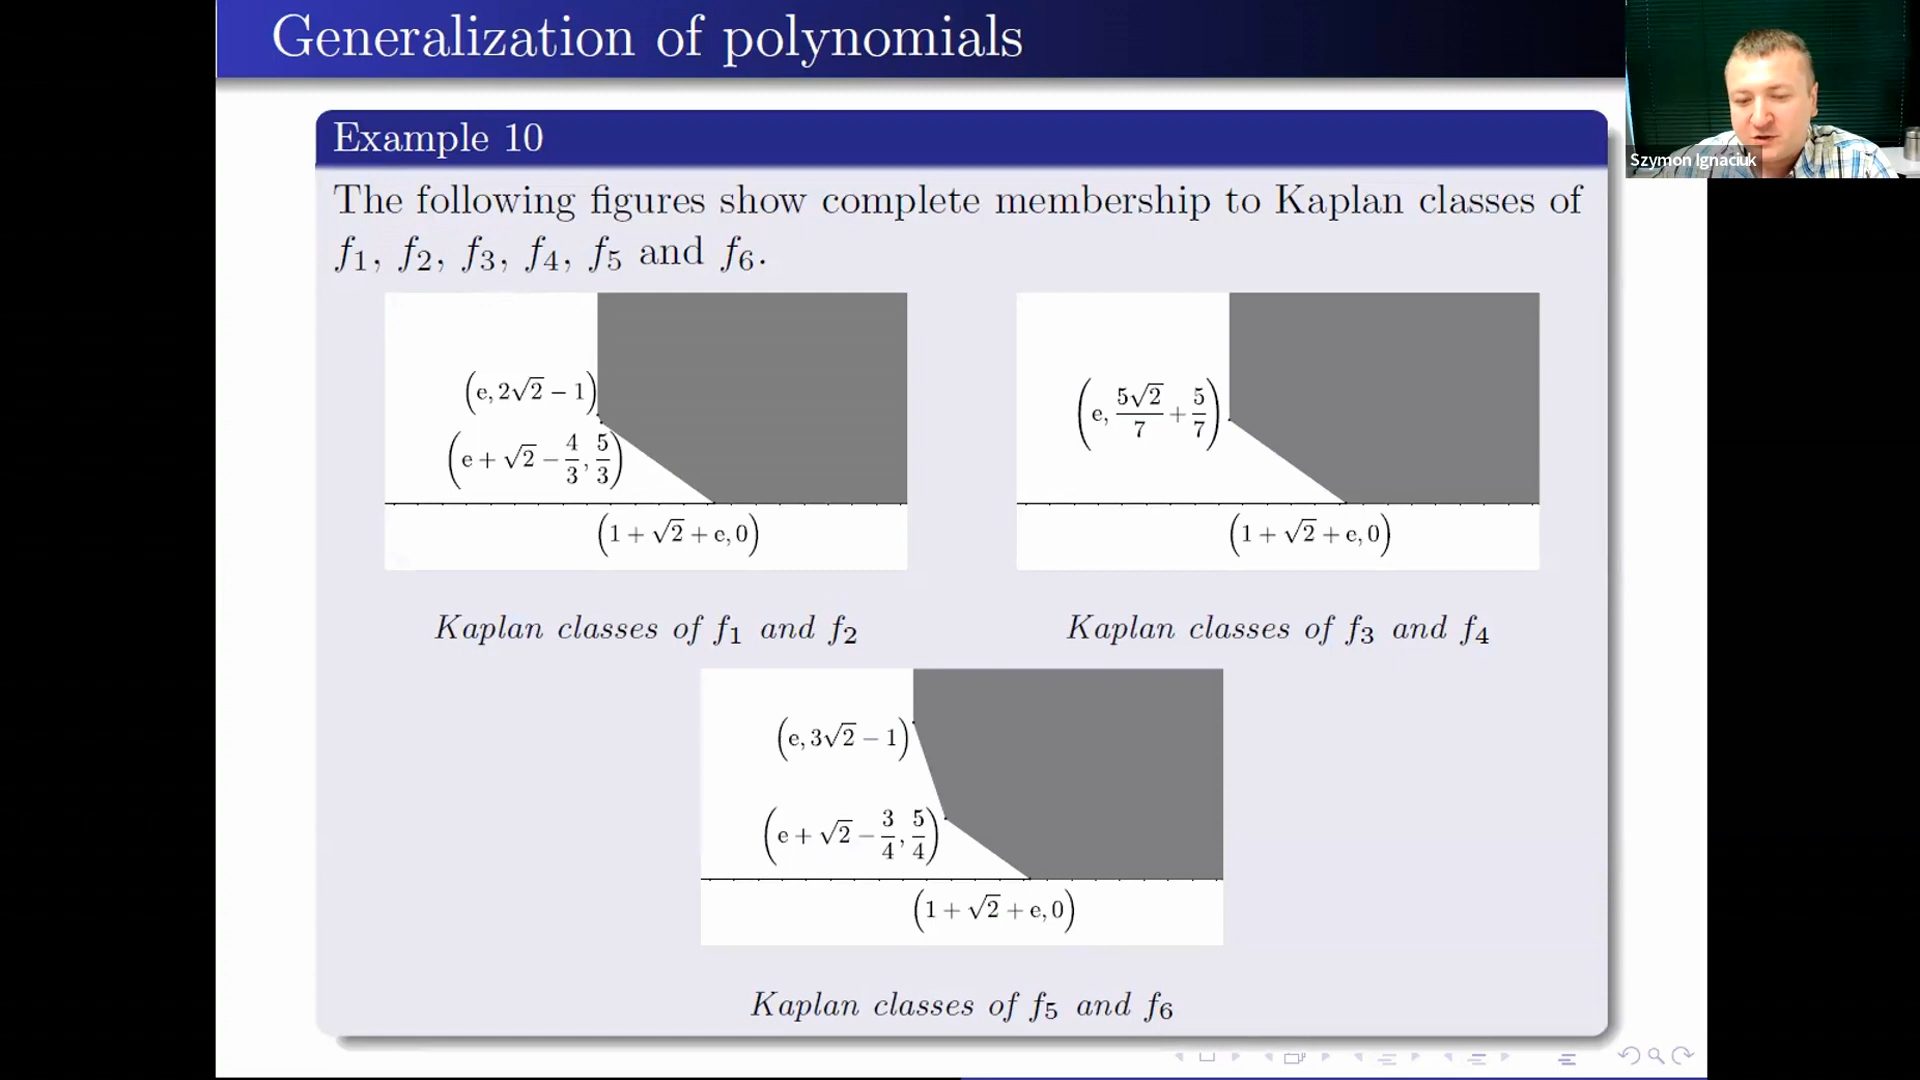 Generalization of polynomials
Szymon Ignaciuk
Example 10
The following figures show complete membership to Kaplan classes of
f₁, f₂, f₃, f₄, f₅ and f₆.
(e, 2√2 − 1)
(e + √2 − 4/3, 5/3)
(1 + √2 + e, 0)
Kaplan classes of f₁ and f₂
(e, 5√2/7 + 5/7)
(1 + √2 + e, 0)
Kaplan classes of f₃ and f₄
(e, 3√2 − 1)
(e + √2 − 3/4, 5/4)
(1 + √2 + e, 0)
Kaplan classes of f₅ and f₆